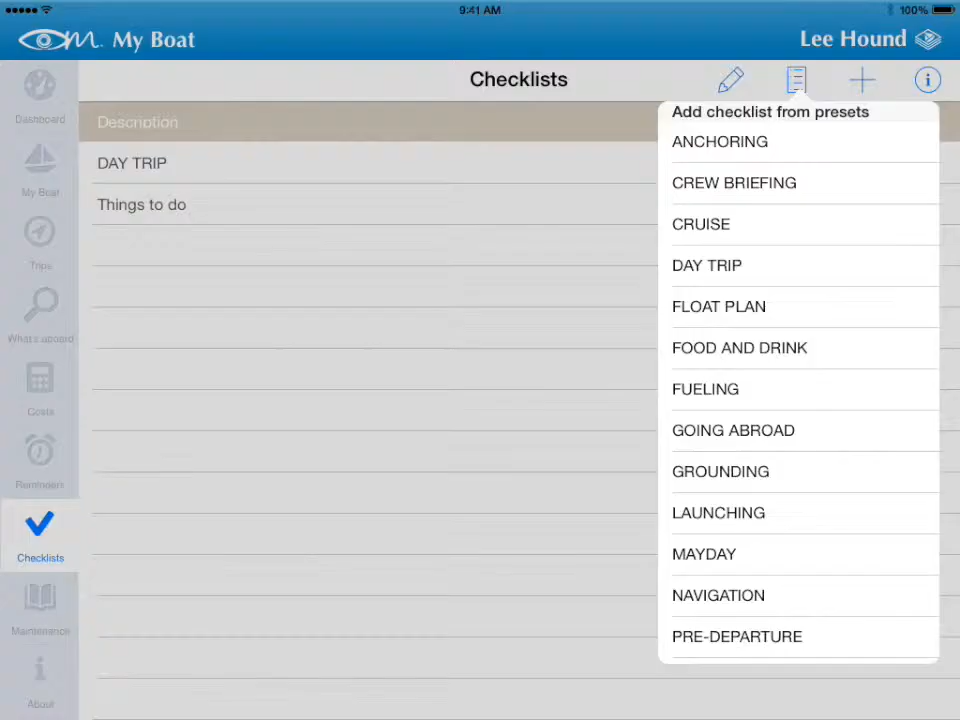 9:41 AM
100%
My Boat
Lee Hound
Checklists
Dashboard
My Boat
Trips
What's aboard
Costs
Reminders
Checklists
Maintenance
About
Description
DAY TRIP
Things to do
Add checklist from presets
ANCHORING
CREW BRIEFING
CRUISE
DAY TRIP
FLOAT PLAN
FOOD AND DRINK
FUELING
GOING ABROAD
GROUNDING
LAUNCHING
MAYDAY
NAVIGATION
PRE-DEPARTURE